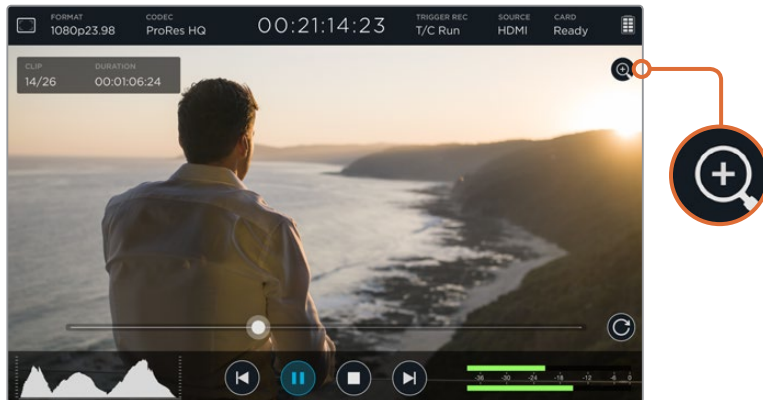 FORMAT CODEC 00:21:14:23 TRIGGER REC SOURCE CARD
1080p23.98 ProRes HQ T/C Run HDMI Ready
CLIP DURATION
14/26 00:01:06:24
-36 -30 -24 -18 -12 -6 0